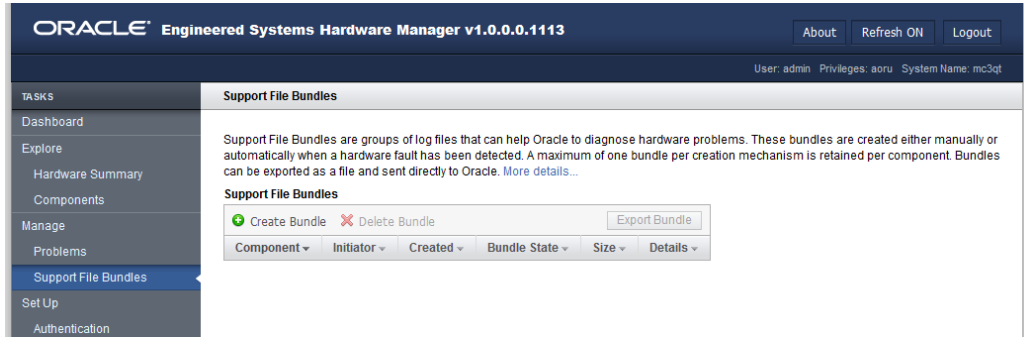 ORACLE® Engineered Systems Hardware Manager v1.0.0.0.1113
About Refresh ON Logout
User: admin Privileges: aoru System Name: mc3qt
TASKS
Dashboard
Explore
Hardware Summary
Components
Manage
Problems
Support File Bundles
Set Up
Authentication
Support File Bundles
Support File Bundles are groups of log files that can help Oracle to diagnose hardware problems. These bundles are created either manually or
automatically when a hardware fault has been detected. A maximum of one bundle per creation mechanism is retained per component. Bundles
can be exported as a file and sent directly to Oracle. More details...
Support File Bundles
Create Bundle Delete Bundle Export Bundle
Component Initiator Created Bundle State Size Details